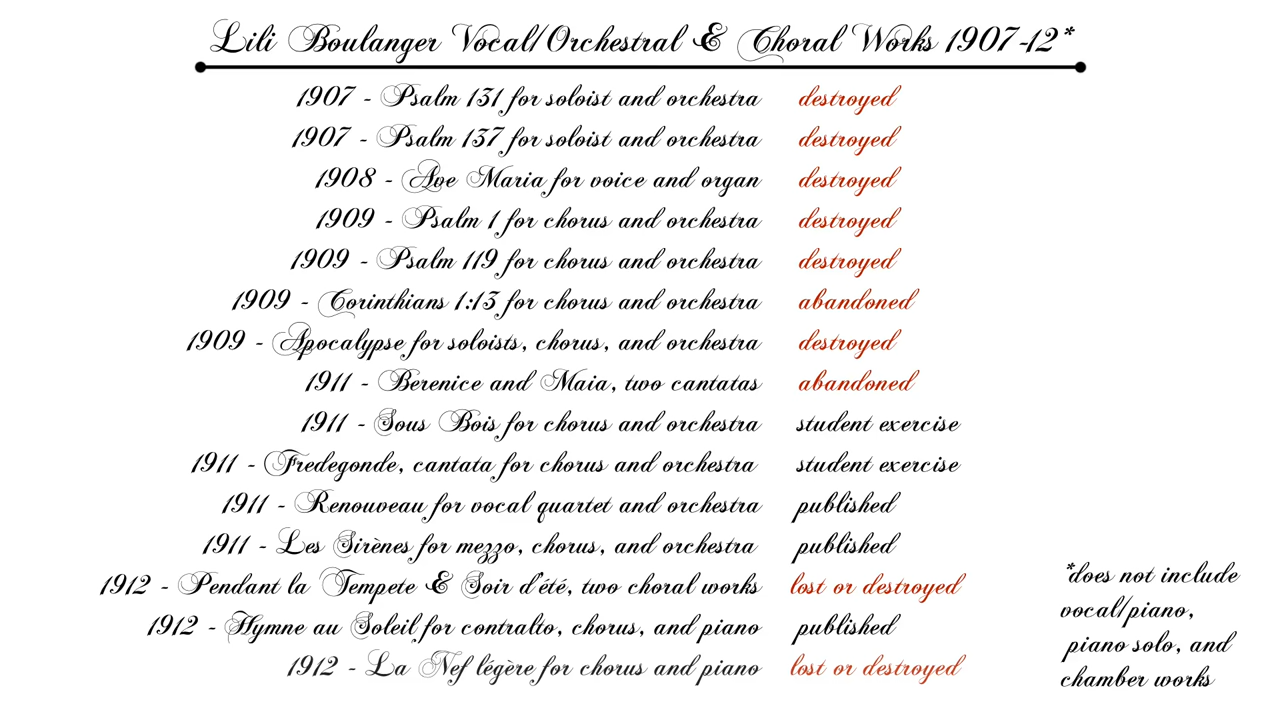 Lili Boulanger Vocal/Orchestral & Choral Works 1907-12*
1907 - Psalm 131 for soloist and orchestra destroyed
1907 - Psalm 137 for soloist and orchestra destroyed
1908 - Ave Maria for voice and organ destroyed
1909 - Psalm 1 for chorus and orchestra destroyed
1909 - Psalm 119 for chorus and orchestra destroyed
1909 - Corinthians 1:13 for chorus and orchestra abandoned
1909 - Apocalypse for soloists, chorus, and orchestra destroyed
1911 - Berenice and Maia, two cantatas abandoned
1911 - Sous Bois for chorus and orchestra student exercise
1911 - Fredegonde, cantata for chorus and orchestra student exercise
1911 - Renouveau for vocal quartet and orchestra published
1911 - Les Sirènes for mezzo, chorus, and orchestra published
1912 - Pendant la Tempete & Soir d'été, two choral works lost or destroyed
1912 - Hymne au Soleil for contralto, chorus, and piano published
1912 - La Nef légère for chorus and piano lost or destroyed
*does not include
vocal/piano,
piano solo, and
chamber works